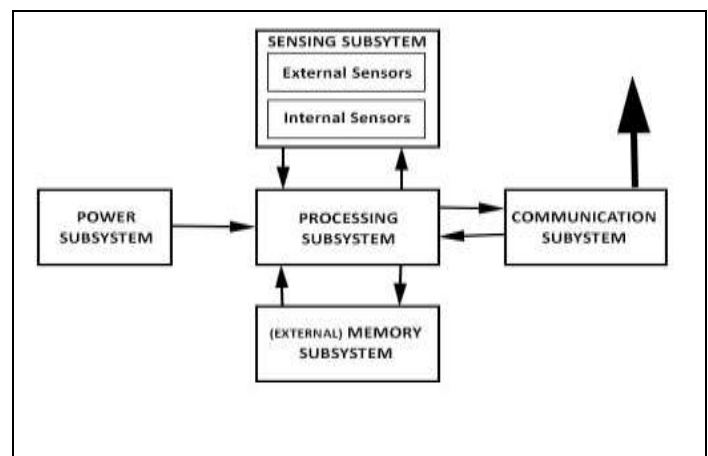 SENSING SUBSYTEM
External Sensors
Internal Sensors
POWER
SUBSYSTEM
PROCESSING
SUBSYSTEM
COMMUNICATION
SUBYSTEM
(EXTERNAL) MEMORY
SUBSYSTEM